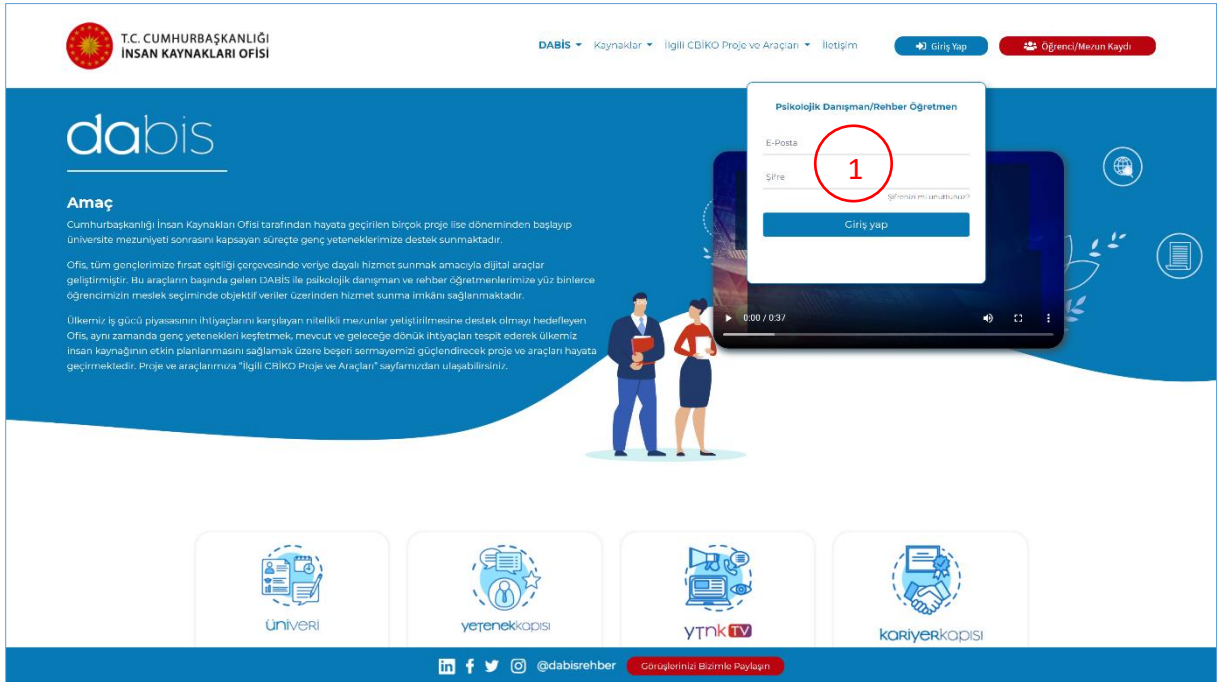 T.C. CUMHURBAŞKANLIĞI
İNSAN KAYNAKLARI OFİSİ
DABİS Kaynaklar İlgili CBİKO Proje ve Araçları İletişim Giriş Yap Öğrenci/Mezun Kaydı
Psikolojik Danışman/Rehber Öğretmen
E-Posta
1
Şifre
Şifrenizi mi unuttunuz?
Giriş yap
dabis
Amaç
Cumhurbaşkanlığı İnsan Kaynakları Ofisi tarafından hayata geçirilen birçok proje lise döneminden başlayıp
üniversite mezuniyeti sonrasını kapsayan süreçte genç yeteneklerimize destek sunmaktadır.
Ofis, tüm gençlerimize fırsat eşitliği çerçevesinde veriye dayalı hizmet sunmak amacıyla dijital araçlar
geliştirmiştir. Bu araçların başında gelen DABİS ile psikolojik danışman ve rehber öğretmenlerimize yüz binlerce
öğrencimizin meslek seçiminde objektif veriler üzerinden hizmet sunma imkânı sağlanmaktadır.
Ülkemiz iş gücü piyasasının ihtiyaçlarını karşılayan nitelikli mezunlar yetiştirilmesine destek olmayı hedefleyen
Ofis, aynı zamanda genç yetenekleri keşfetmek, mevcut ve geleceğe dönük ihtiyaçları tespit ederek ülkemiz
insan kaynağının etkin planlanmasını sağlamak üzere beşeri sermayemizi güçlendirecek proje ve araçları hayata
geçirmektedir. Proje ve araçlarımıza "İlgili CBİKO Proje ve Araçları" sayfamızdan ulaşabilirsiniz.
0:00 / 0:37
üniveri
yetenekkapısı
ytnk TV
kariyerkapısı
in f @dabisrehber Görüşlerinizi Bizimle Paylaşın